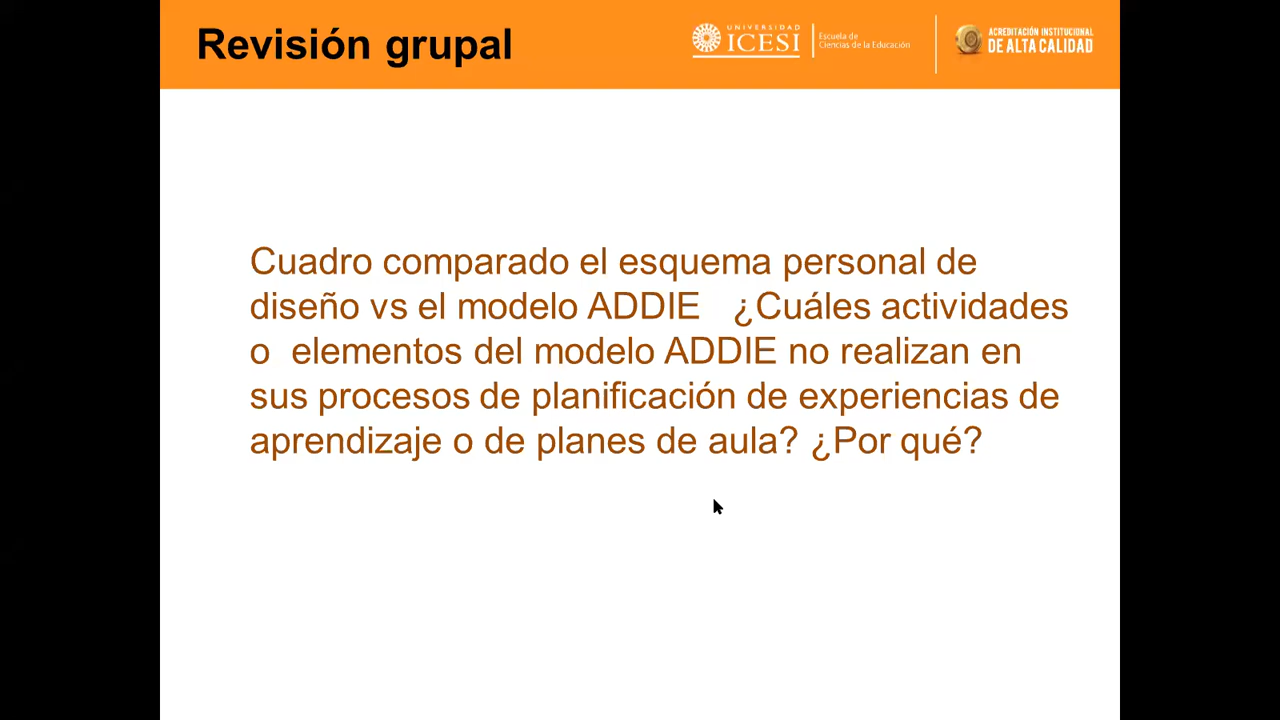 Revisión grupal
UNIVERSIDAD
ICESI
Escuela de
Ciencias de la Educación
ACREDITACIÓN INSTITUCIONAL
DE ALTA CALIDAD
Cuadro comparado el esquema personal de
diseño vs el modelo ADDIE   ¿Cuáles actividades
o  elementos del modelo ADDIE no realizan en
sus procesos de planificación de experiencias de
aprendizaje o de planes de aula? ¿Por qué?